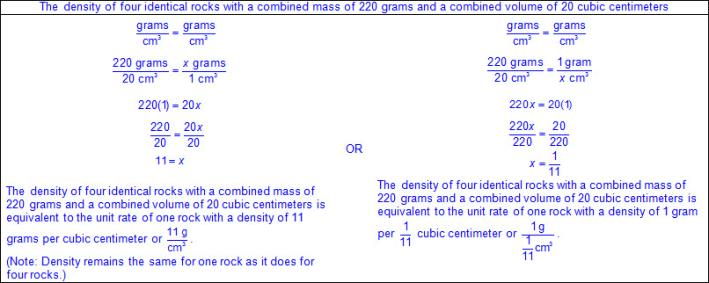 The density of four identical rocks with a combined mass of 220 grams and a combined volume of 20 cubic centimeters
grams/cm³ = grams/cm³
220 grams/20 cm³ = x grams/1 cm³
220(1) = 20x
220/20 = 20x/20
11 = x
The density of four identical rocks with a combined mass of
220 grams and a combined volume of 20 cubic centimeters is
equivalent to the unit rate of one rock with a density of 11
grams per cubic centimeter or 11 g/cm³ .
(Note: Density remains the same for one rock as it does for
four rocks.)
OR
grams/cm³ = grams/cm³
220 grams/20 cm³ = 1 gram/x cm³
220x = 20(1)
220x/220 = 20/220
x = 1/11
The density of four identical rocks with a combined mass of
220 grams and a combined volume of 20 cubic centimeters is
equivalent to the unit rate of one rock with a density of 1 gram
per 1/11 cubic centimeter or 1 g/(1/11 cm³) .